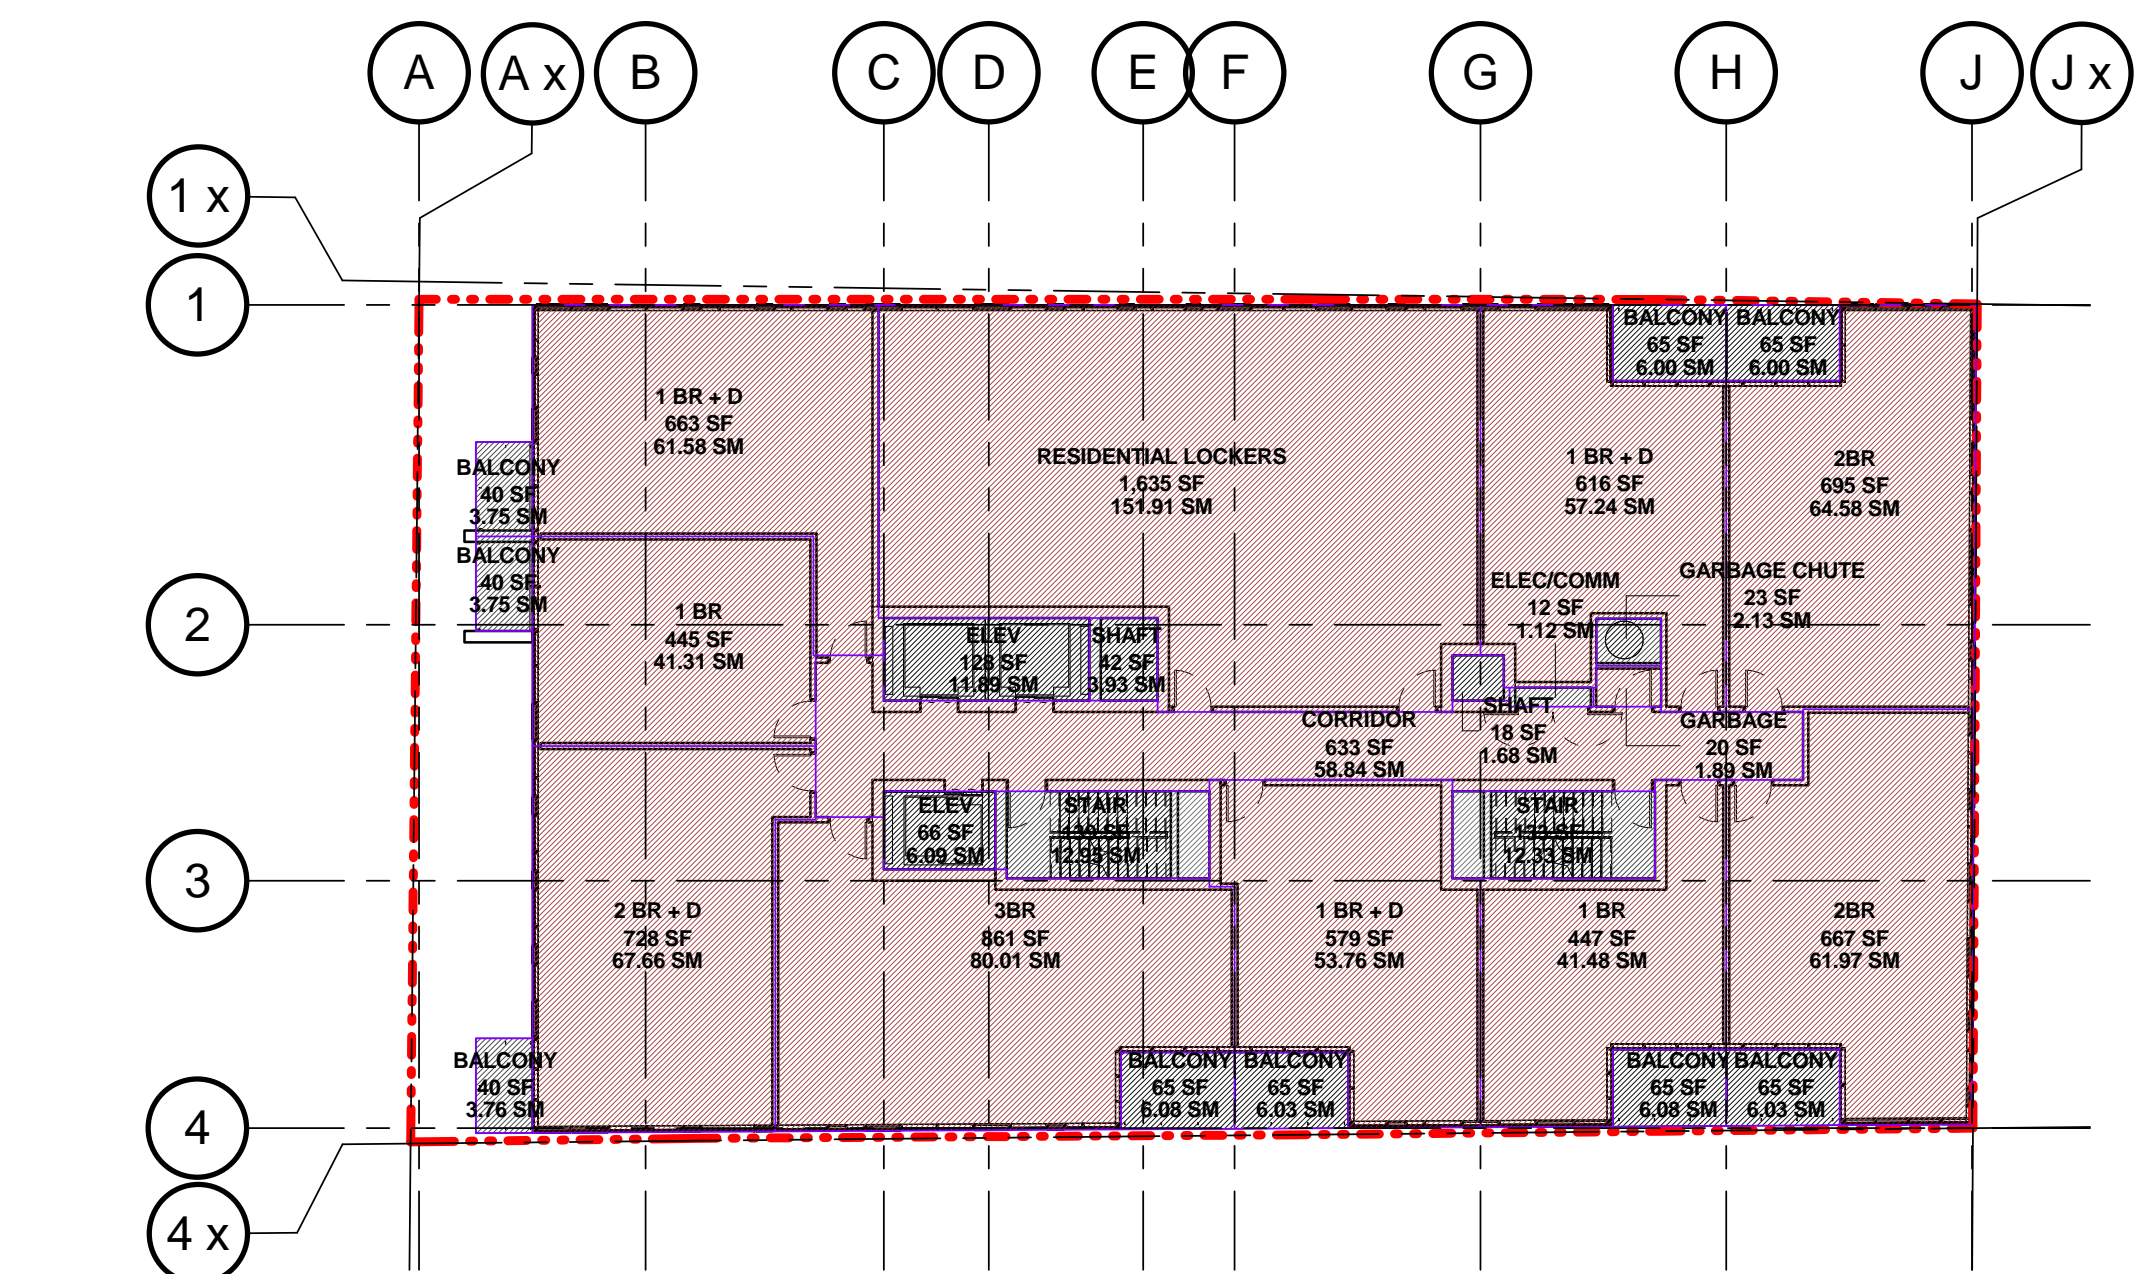 A
A x
B
C
D
E
F
G
H
J
J x
1 x
1
2
3
4
4 x
BALCONY
65 SF
6.00 SM
BALCONY
65 SF
6.00 SM
1 BR + D
663 SF
61.58 SM
RESIDENTIAL LOCKERS
1,635 SF
151.91 SM
1 BR + D
616 SF
57.24 SM
2BR
695 SF
64.58 SM
BALCONY
40 SF
3.75 SM
BALCONY
40 SF
3.75 SM
1 BR
445 SF
41.31 SM
ELEV
128 SF
11.89 SM
SHAFT
42 SF
3.93 SM
ELEC/COMM
12 SF
1.12 SM
GARBAGE CHUTE
23 SF
2.13 SM
CORRIDOR
633 SF
58.84 SM
SHAFT
18 SF
1.68 SM
GARBAGE
20 SF
1.89 SM
ELEV
66 SF
6.09 SM
STAIR
139 SF
12.95 SM
STAIR
133 SF
12.33 SM
2 BR + D
728 SF
67.66 SM
3BR
861 SF
80.01 SM
1 BR + D
579 SF
53.76 SM
1 BR
447 SF
41.48 SM
2BR
667 SF
61.97 SM
BALCONY
40 SF
3.76 SM
BALCONY
65 SF
6.08 SM
BALCONY
65 SF
6.03 SM
BALCONY
65 SF
6.08 SM
BALCONY
65 SF
6.03 SM